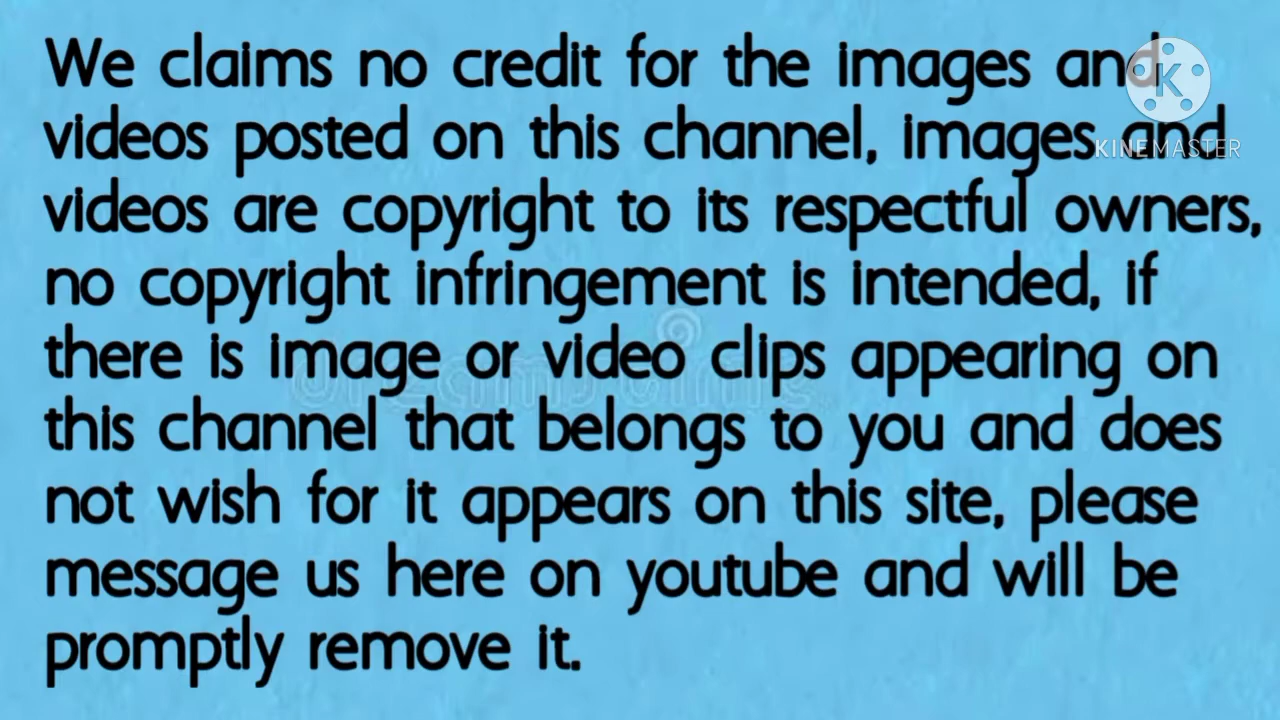 We claims no credit for the images and
videos posted on this channel, images and
videos are copyright to its respectful owners,
no copyright infringement is intended, if
there is image or video clips appearing on
this channel that belongs to you and does
not wish for it appears on this site, please
message us here on youtube and will be
promptly remove it.
K
KINEMASTER
dreamstime